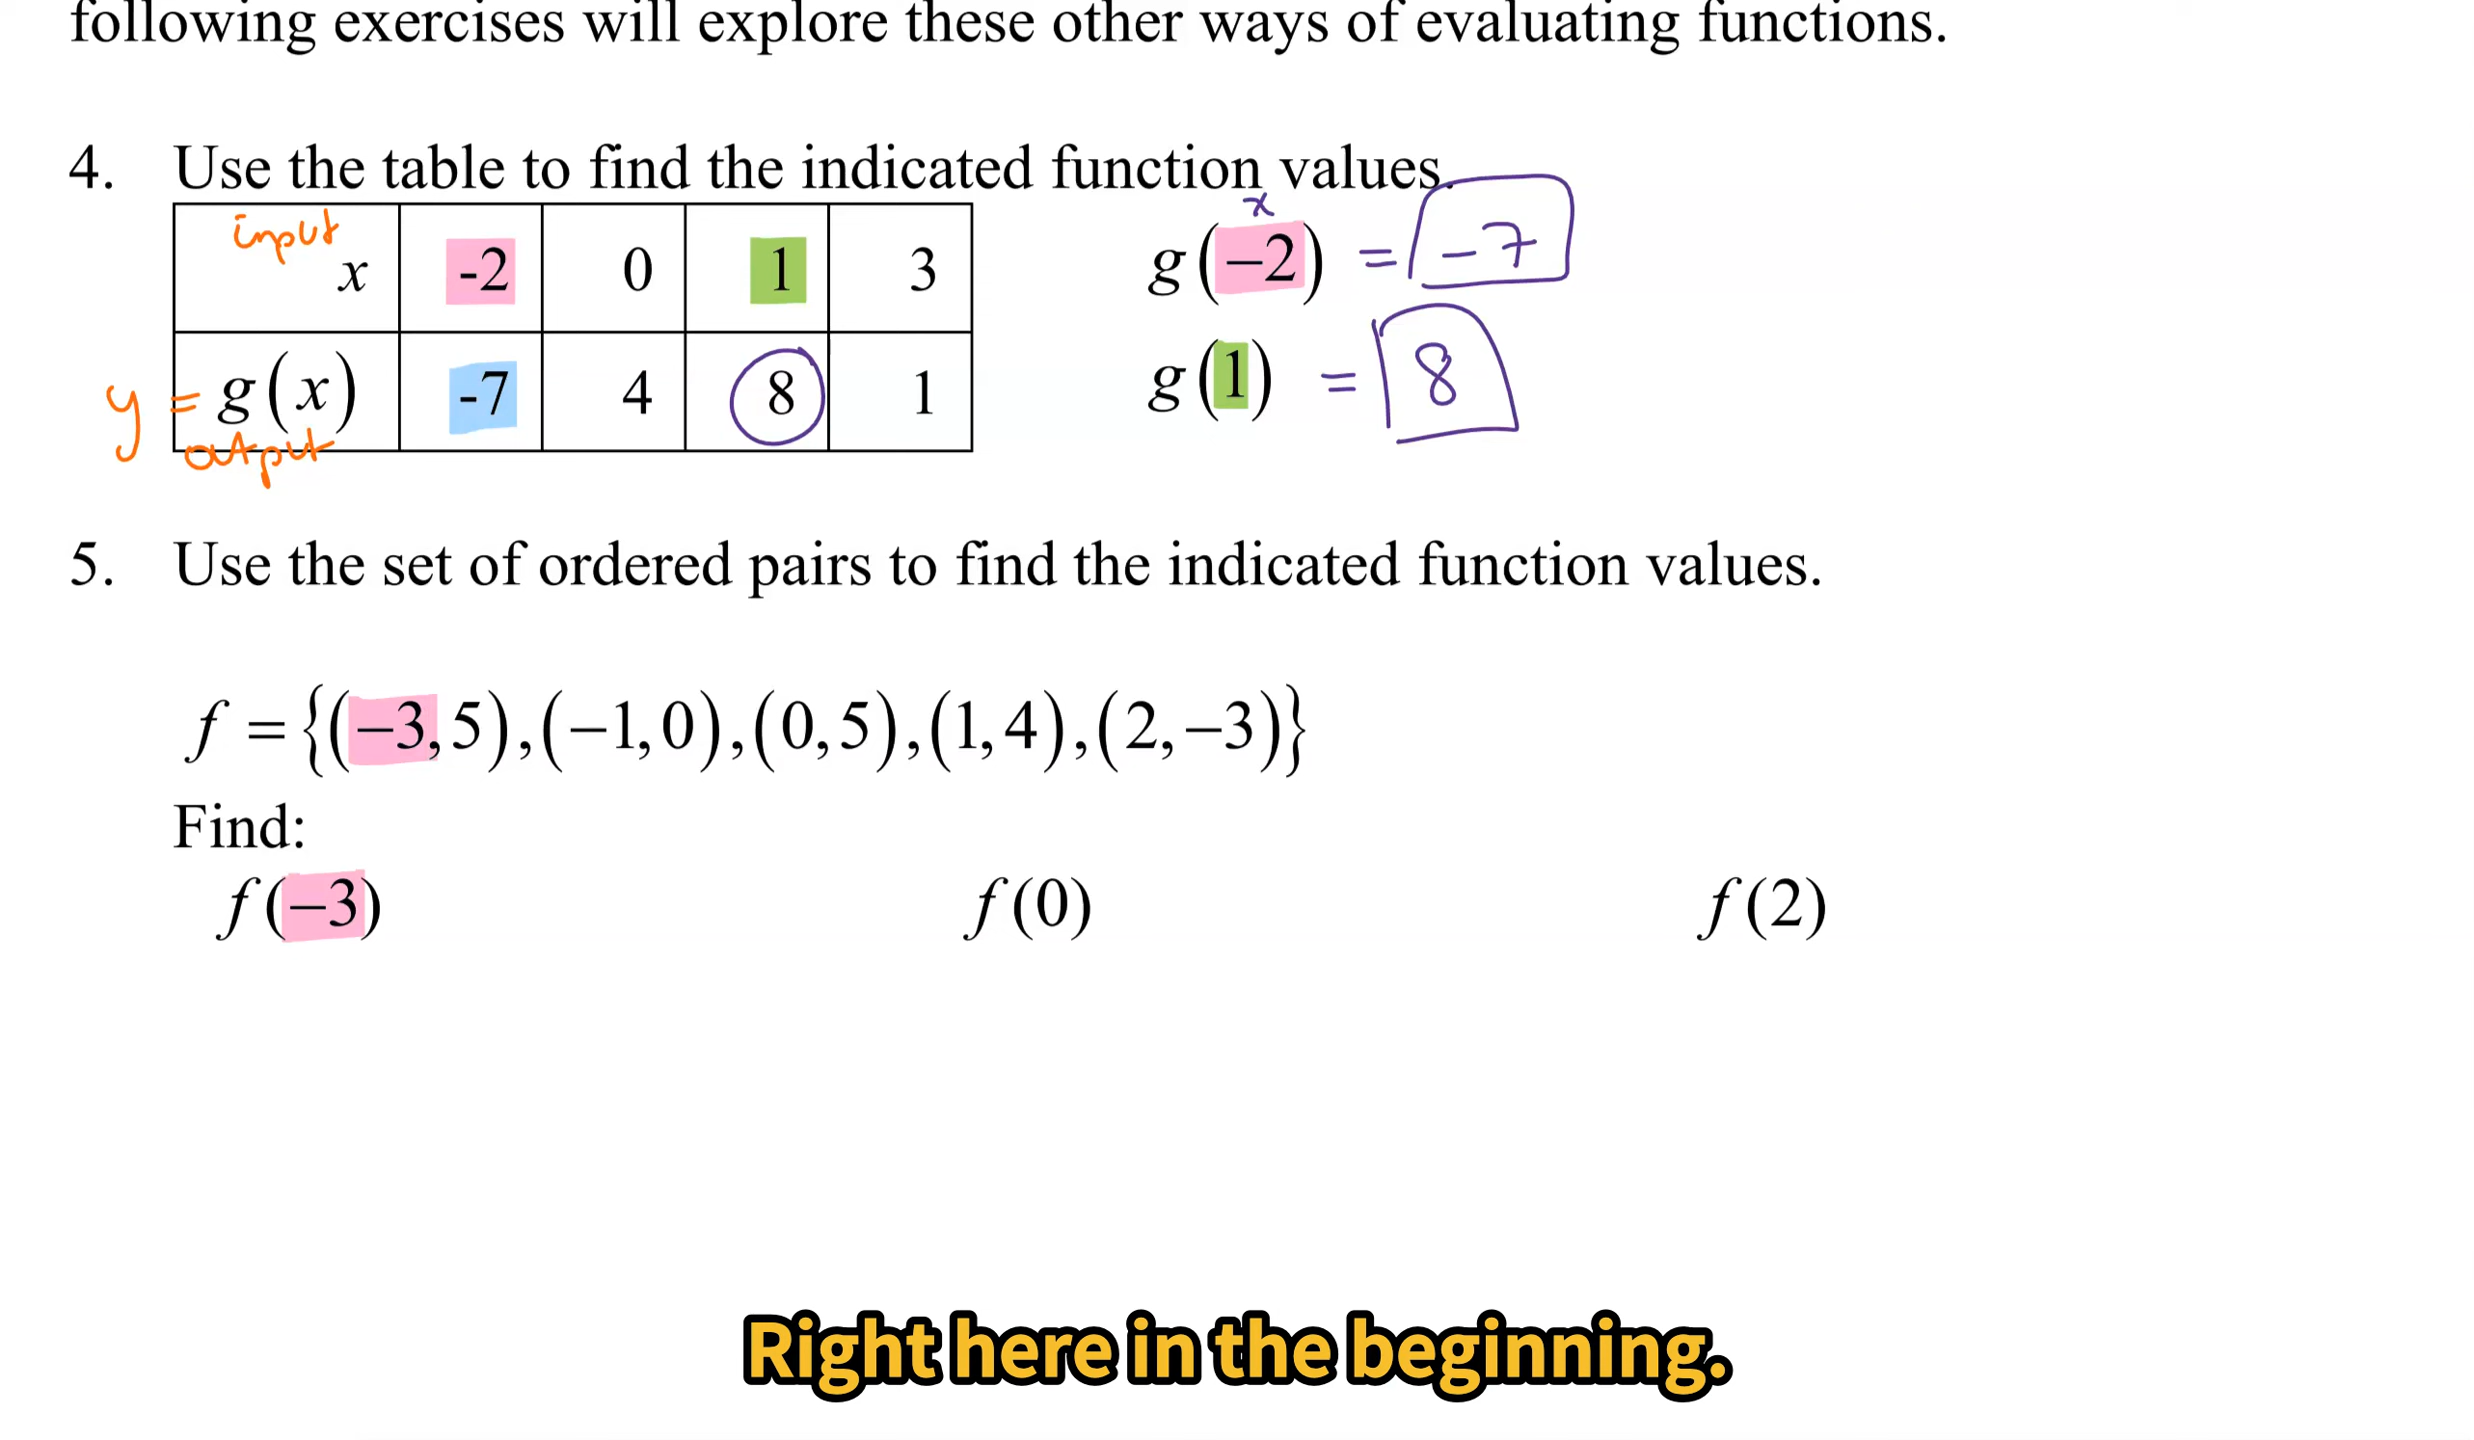 following exercises will explore these other ways of evaluating functions.
4. Use the table to find the indicated function values.
input
x -2 0 1 3
y = g(x) -7 4 8 1
output
x
g(−2) = −7
g(1) = 8
5. Use the set of ordered pairs to find the indicated function values.
f = {(−3,5),(−1,0),(0,5),(1,4),(2,−3)}
Find:
f(−3) f(0) f(2)
Right here in the beginning.